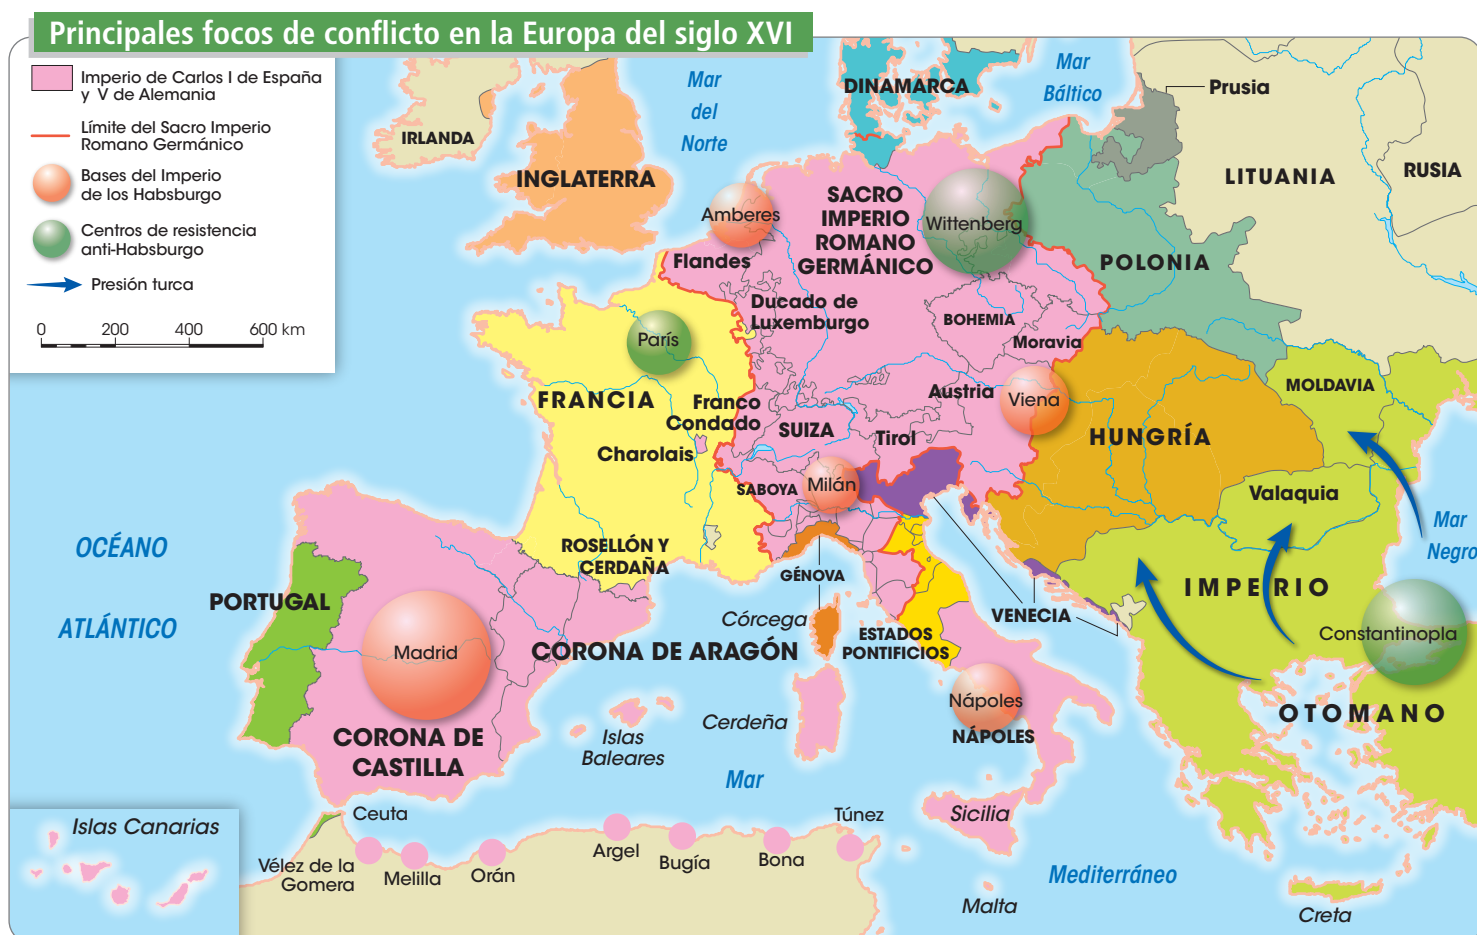 Principales focos de conflicto en la Europa del siglo XVI
Imperio de Carlos I de España
y V de Alemania
Límite del Sacro Imperio
Romano Germánico
Bases del Imperio
de los Habsburgo
Centros de resistencia
anti-Habsburgo
Presión turca
0 200 400 600 km
IRLANDA
INGLATERRA
Mar
del
Norte
DINAMARCA
Mar
Báltico
Prusia
LITUANIA
RUSIA
Amberes
Flandes
SACRO
IMPERIO
ROMANO
GERMÁNICO
Wittenberg
POLONIA
Ducado de
Luxemburgo
BOHEMIA
Moravia
París
FRANCIA
Franco
Condado
Charolais
SUIZA
Austria
Tirol
Viena
HUNGRÍA
MOLDAVIA
Valaquia
Mar
Negro
SABOYA
Milán
OCÉANO
ATLÁNTICO
ROSELLÓN Y
CERDAÑA
GÉNOVA
Córcega
VENECIA
IMPERIO
OTOMANO
Constantinopla
PORTUGAL
Madrid
CORONA DE
CASTILLA
CORONA DE ARAGÓN
ESTADOS
PONTIFICIOS
Nápoles
NÁPOLES
Cerdeña
Islas
Baleares
Mar
Mediterráneo
Sicilia
Malta
Creta
Islas Canarias
Ceuta
Vélez de la
Gomera
Melilla
Orán
Argel
Bugía
Bona
Túnez